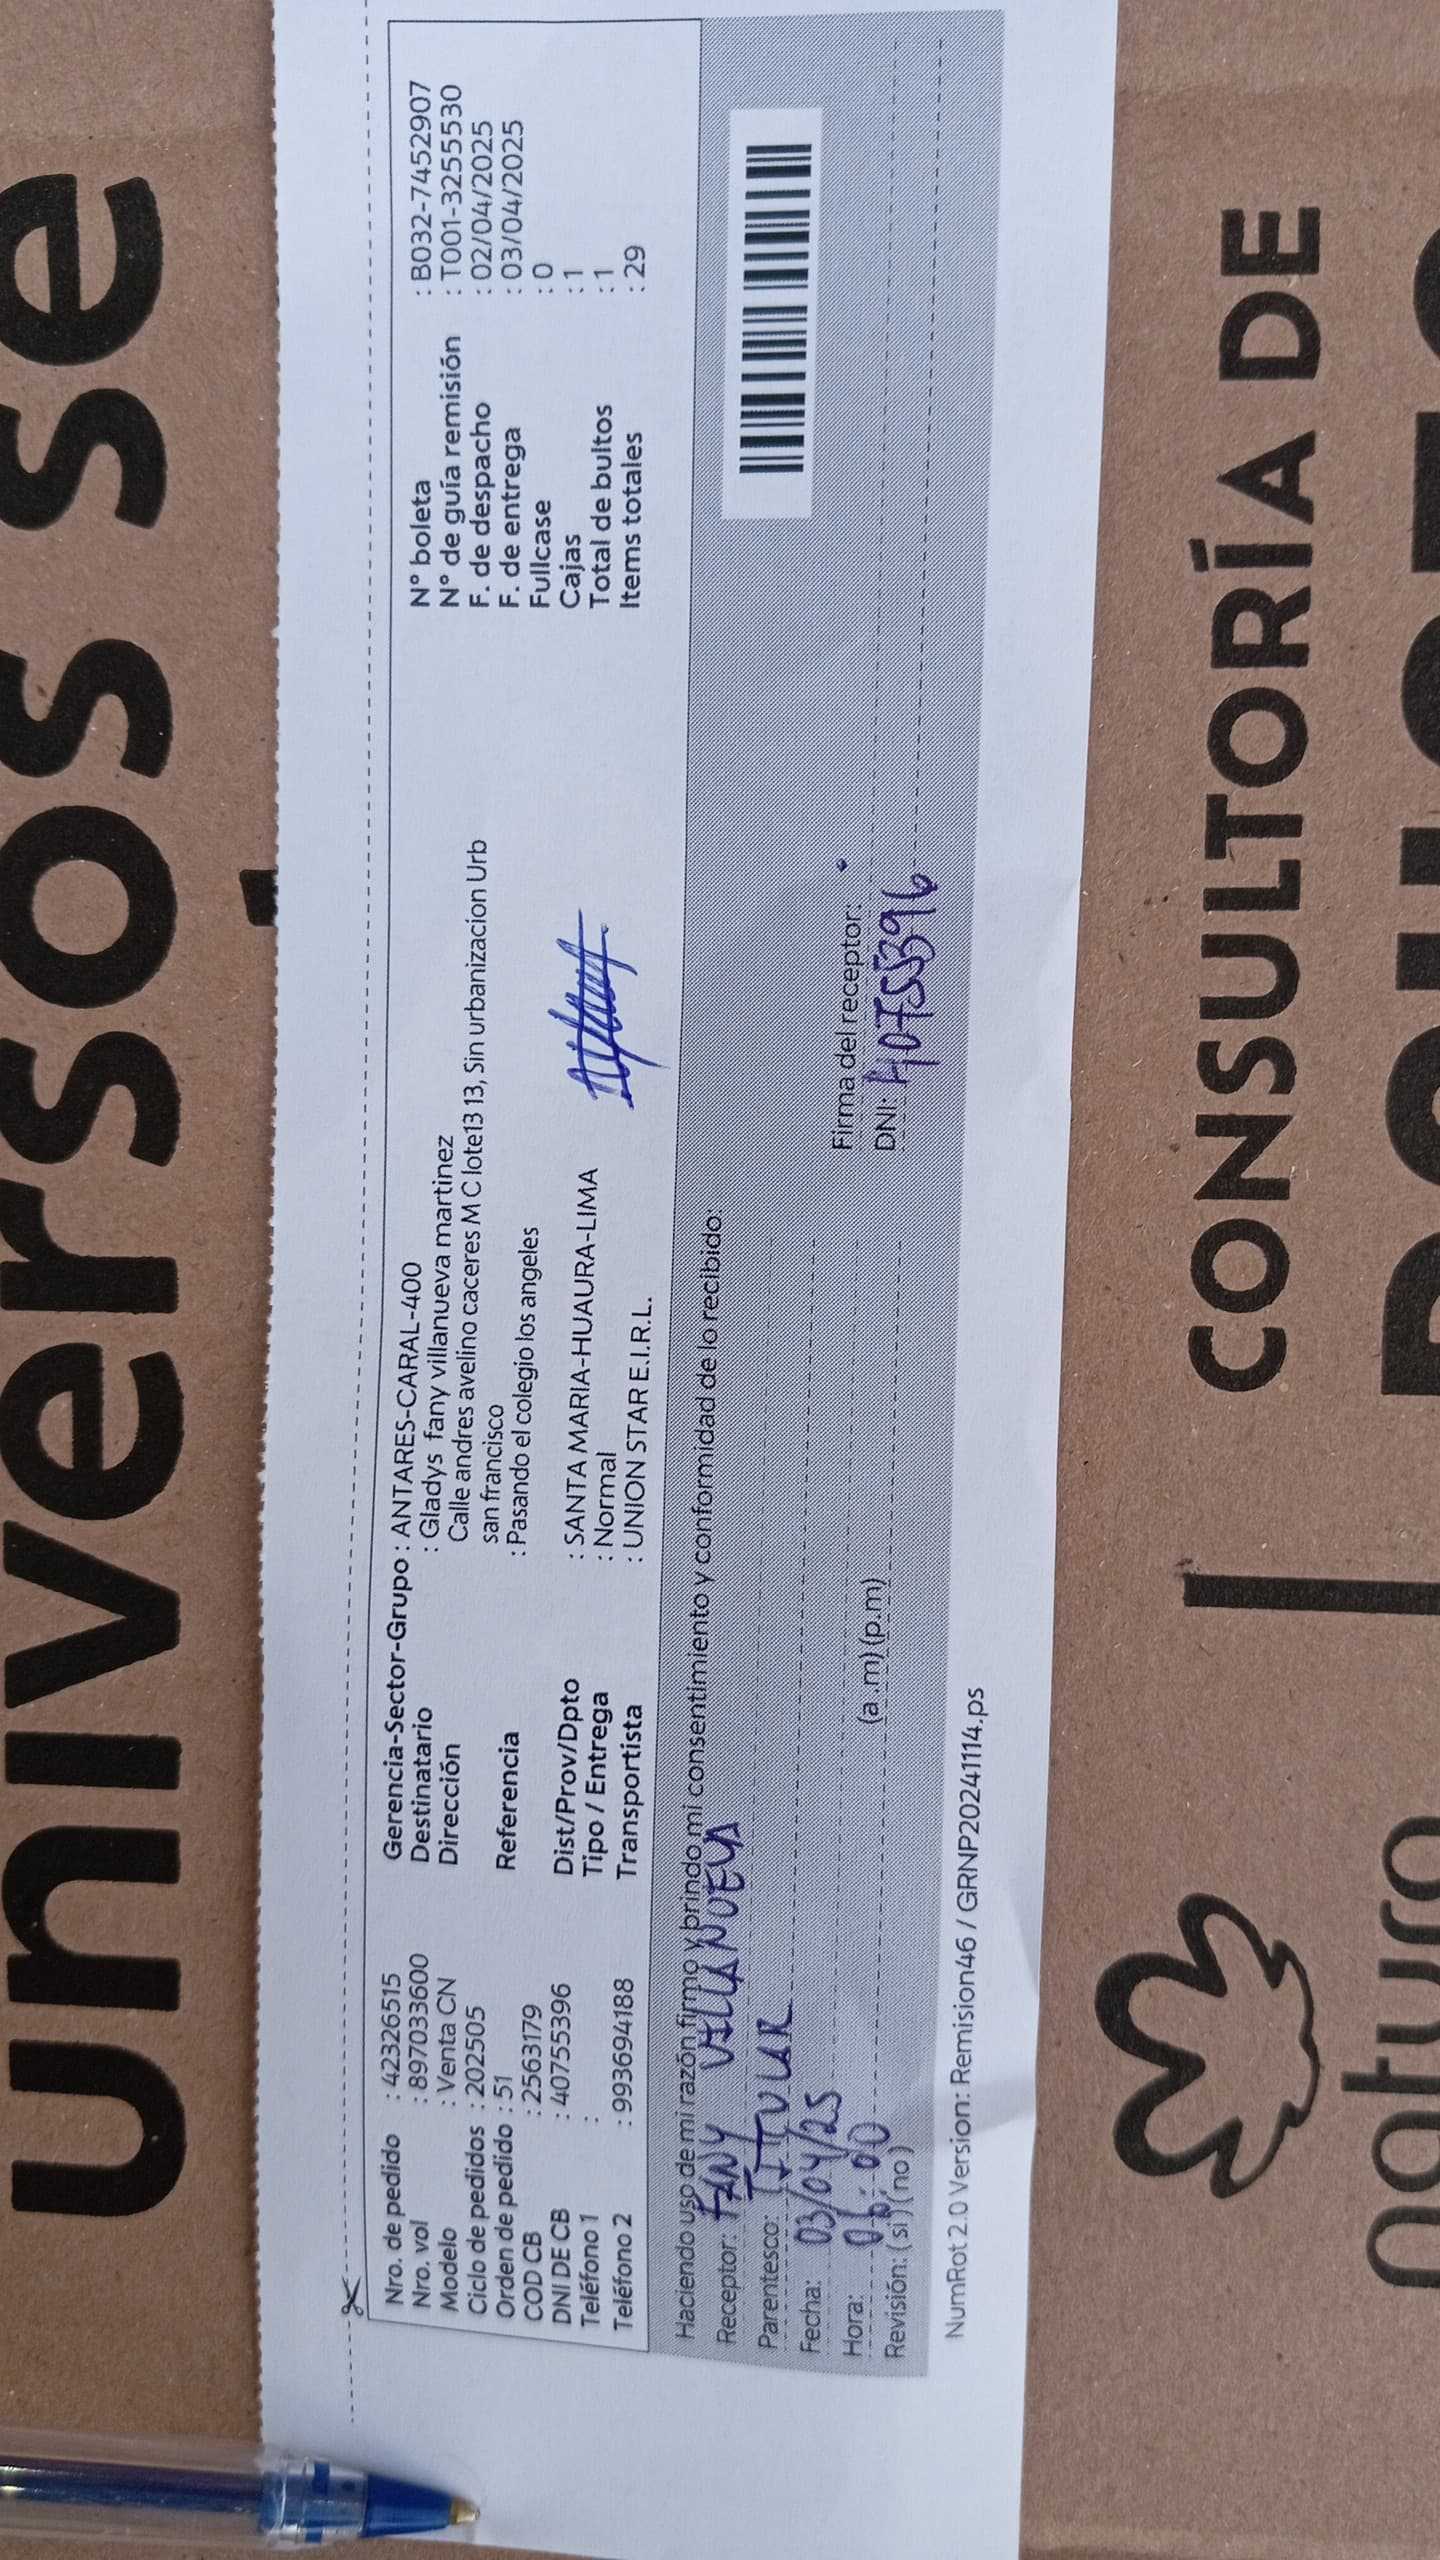 universos se
Nro. de pedido : 42326515
Nro. vol : 897033600
Modelo : Venta CN
Ciclo de pedidos : 202505
Orden de pedido : 51
COD CB : 2563179
DNI DE CB : 40755396
Teléfono 1 :
Teléfono 2 : 993694188
Gerencia-Sector-Grupo : ANTARES-CARAL-400
Destinatario : Gladys fany villanueva martinez
Dirección Calle andres avelino caceres M C lote13 13, Sin urbanizacion Urb
san francisco
Referencia : Pasando el colegio los angeles
Dist/Prov/Dpto : SANTA MARIA-HUAURA-LIMA
Tipo / Entrega : Normal
Transportista : UNION STAR E.I.R.L.
N° boleta : B032-7452907
N° de guía remisión : T001-3255530
F. de despacho : 02/04/2025
F. de entrega : 03/04/2025
Fullcase : 0
Cajas : 1
Total de bultos : 1
Items totales : 29
Haciendo uso de mi razón firmo y brindo mi consentimiento y conformidad de lo recibido:
Receptor: FANY VILLANUEVA
Parentesco: TITULAR
Fecha: 03/04/25
Hora: 06:00 (a.m) (p.m)
Revisión: ( si ) ( no )
Firma del receptor:
DNI: 40755396
NumRot 2.0 Version: Remision46 / GRNP20241114.ps
natura | CONSULTORÍA DE